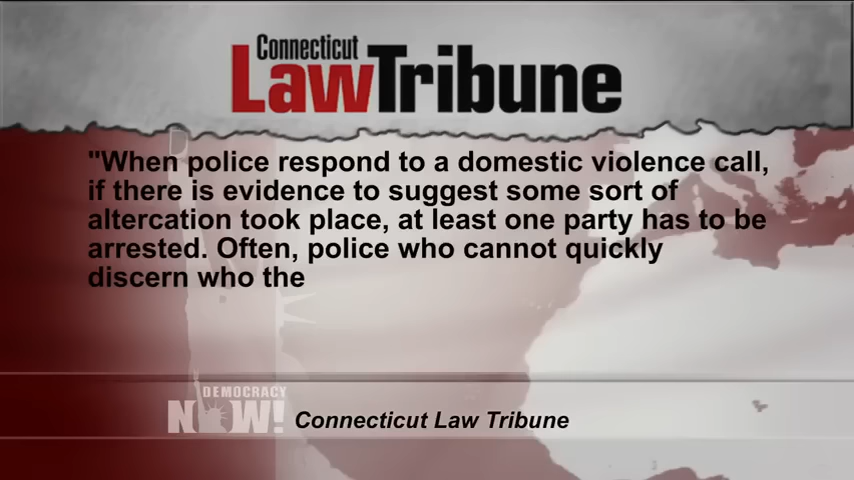 Connecticut
LawTribune
"When police respond to a domestic violence call,
if there is evidence to suggest some sort of
altercation took place, at least one party has to be
arrested. Often, police who cannot quickly
discern who the
DEMOCRACY
NOW!
Connecticut Law Tribune